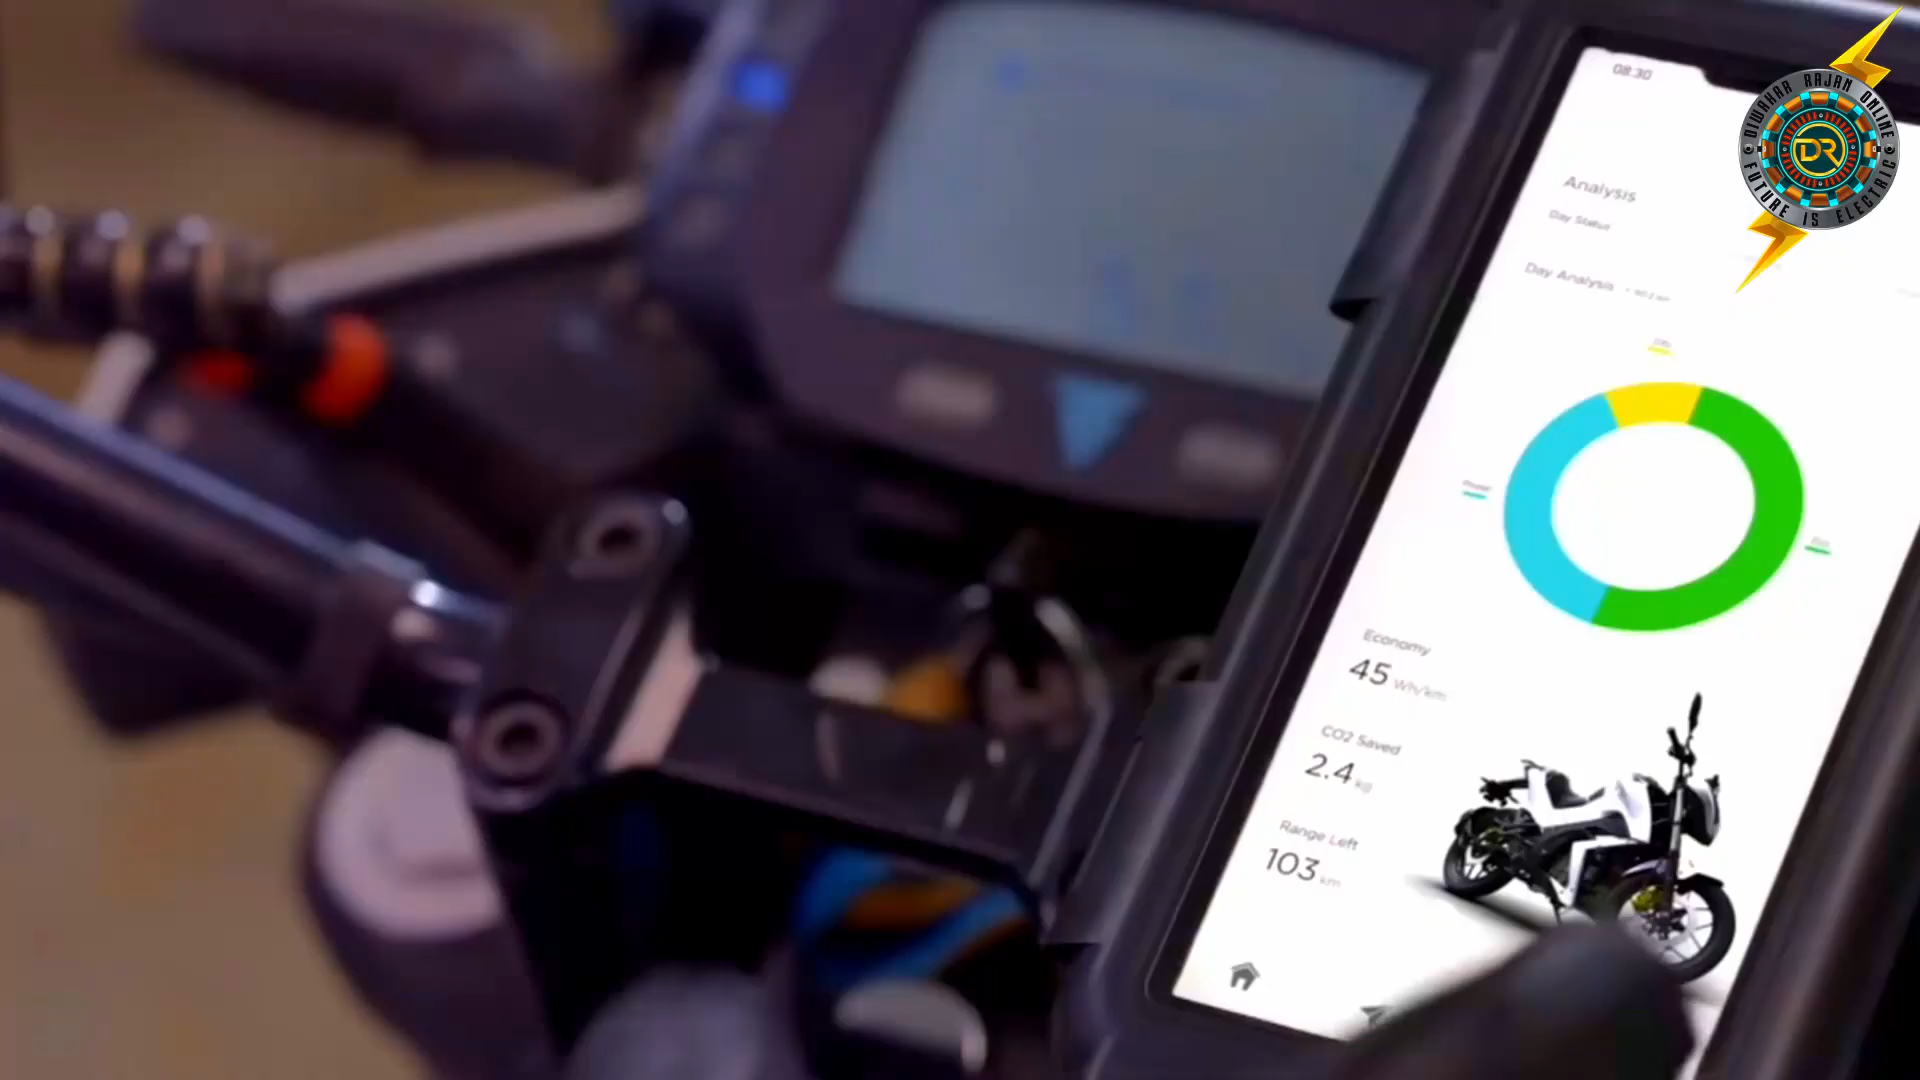 08:30
Analysis
Day Status
Day Analysis
Economy
45 Wh/km
CO2 Saved
2.4 kg
Range Left
103 km
DIWAKAR RAJAN ONLINE
DR
FUTURE IS ELECTRIC